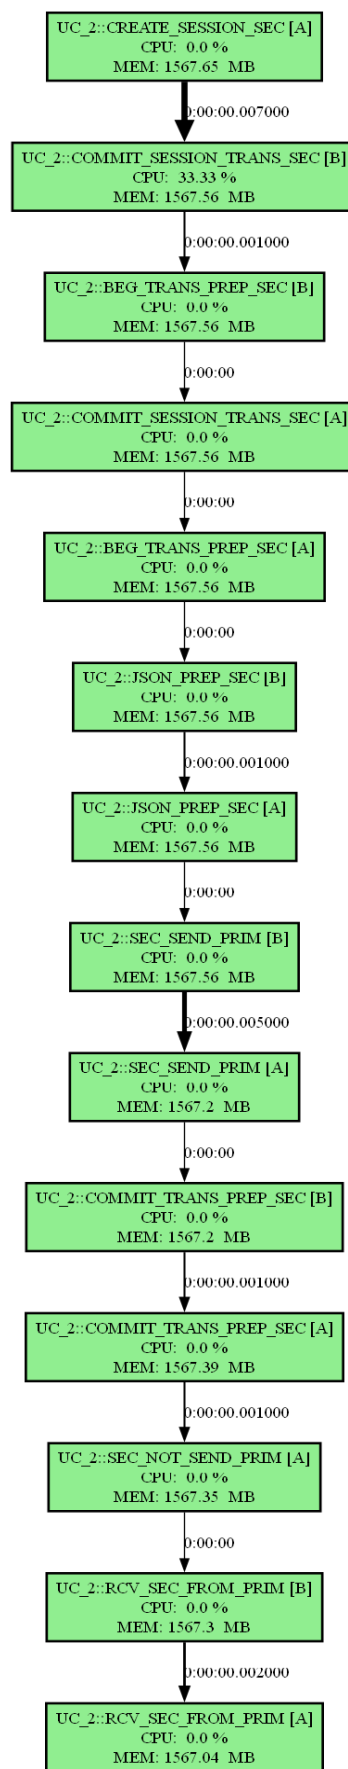 UC_2::CREATE_SESSION_SEC [A]
CPU: 0.0 %
MEM: 1567.65 MB
0:00:00.007000
UC_2::COMMIT_SESSION_TRANS_SEC [B]
CPU: 33.33 %
MEM: 1567.56 MB
0:00:00.001000
UC_2::BEG_TRANS_PREP_SEC [B]
CPU: 0.0 %
MEM: 1567.56 MB
0:00:00
UC_2::COMMIT_SESSION_TRANS_SEC [A]
CPU: 0.0 %
MEM: 1567.56 MB
0:00:00
UC_2::BEG_TRANS_PREP_SEC [A]
CPU: 0.0 %
MEM: 1567.56 MB
0:00:00
UC_2::JSON_PREP_SEC [B]
CPU: 0.0 %
MEM: 1567.56 MB
0:00:00.001000
UC_2::JSON_PREP_SEC [A]
CPU: 0.0 %
MEM: 1567.56 MB
0:00:00
UC_2::SEC_SEND_PRIM [B]
CPU: 0.0 %
MEM: 1567.56 MB
0:00:00.005000
UC_2::SEC_SEND_PRIM [A]
CPU: 0.0 %
MEM: 1567.2 MB
0:00:00
UC_2::COMMIT_TRANS_PREP_SEC [B]
CPU: 0.0 %
MEM: 1567.2 MB
0:00:00.001000
UC_2::COMMIT_TRANS_PREP_SEC [A]
CPU: 0.0 %
MEM: 1567.39 MB
0:00:00.001000
UC_2::SEC_NOT_SEND_PRIM [A]
CPU: 0.0 %
MEM: 1567.35 MB
0:00:00
UC_2::RCV_SEC_FROM_PRIM [B]
CPU: 0.0 %
MEM: 1567.3 MB
0:00:00.002000
UC_2::RCV_SEC_FROM_PRIM [A]
CPU: 0.0 %
MEM: 1567.04 MB